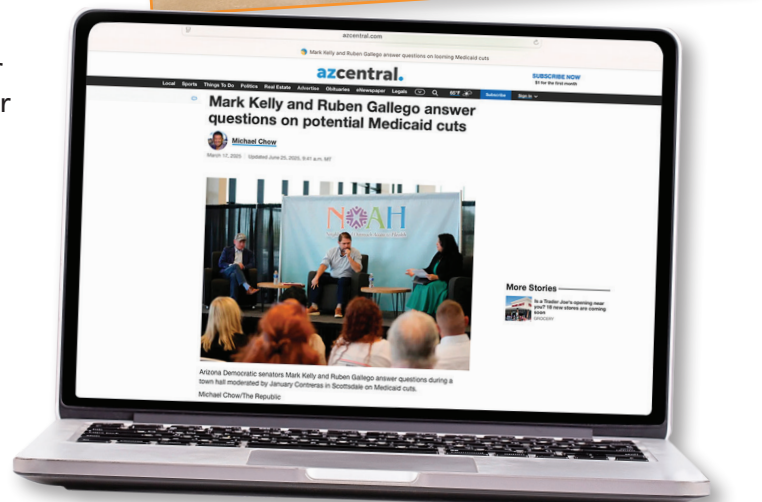 r
r
azcentral.com
Mark Kelly and Ruben Gallego answer questions on looming Medicaid cuts
azcentral.
SUBSCRIBE NOW
$1 for the first month
Local Sports Things To Do Politics Real Estate Advertise Obituaries eNewspaper Legals
Subscribe Sign In
Mark Kelly and Ruben Gallego answer
questions on potential Medicaid cuts
Michael Chow
March 17, 2025 Updated June 25, 2025, 9:41 a.m. MT
NOAH
More Stories
Is a Trader Joe's opening near
you? 18 new stores are coming
soon
GROCERY
Arizona Democratic senators Mark Kelly and Ruben Gallego answer questions during a
town hall moderated by January Contreras in Scottsdale on Medicaid cuts.
Michael Chow/The Republic